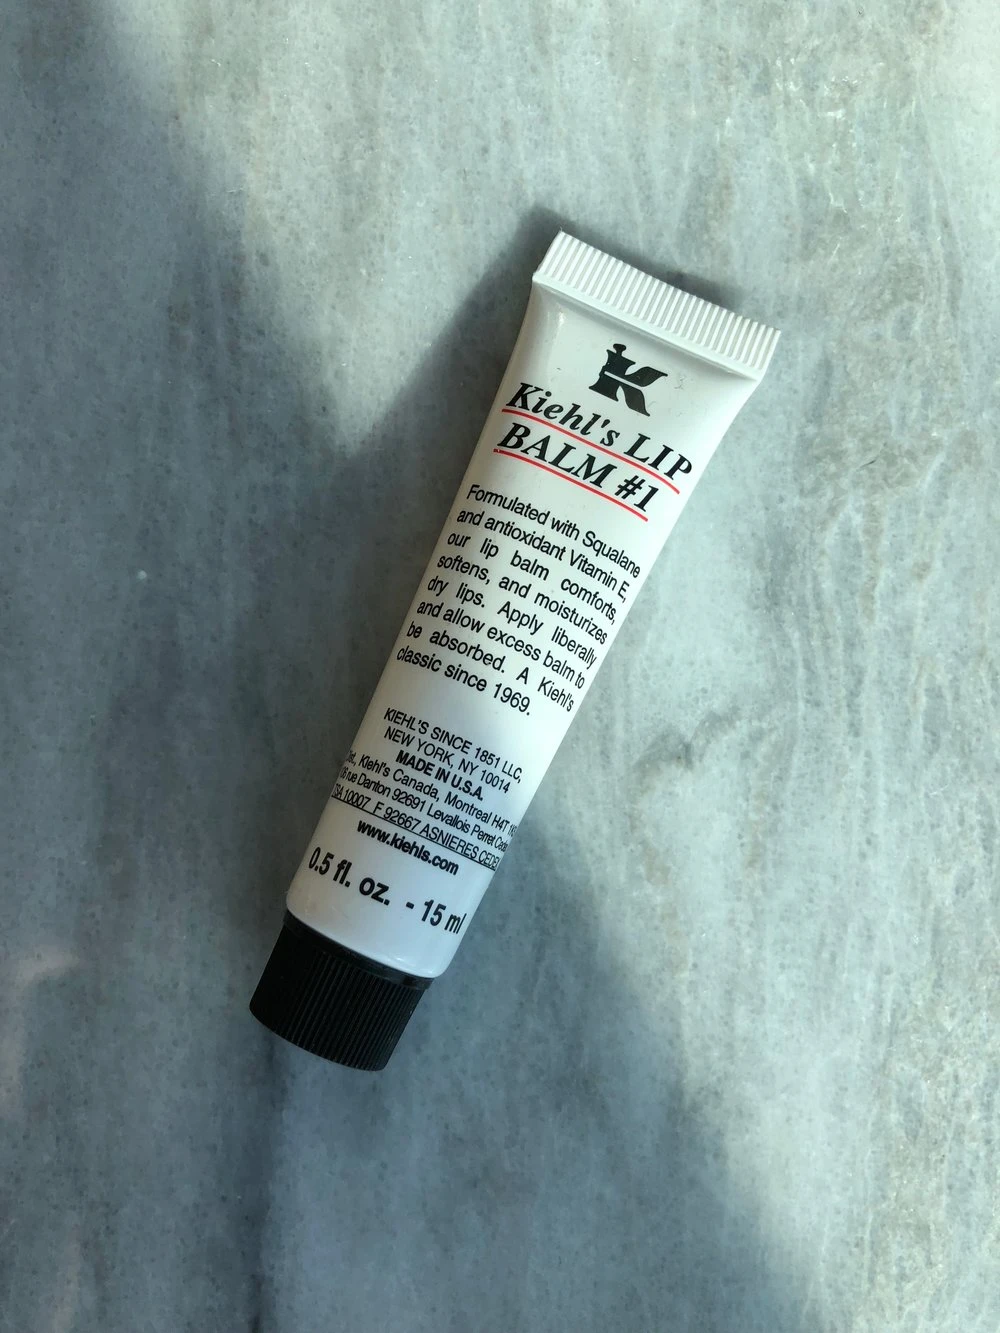 K
Kiehl's LIP
BALM #1
Formulated with Squalane
and antioxidant Vitamin E,
our lip balm comforts,
softens, and moisturizes
dry lips. Apply liberally
and allow excess balm to
be absorbed. A Kiehl's
classic since 1969.
KIEHL'S SINCE 1851 LLC,
NEW YORK, NY 10014
MADE IN U.S.A.
Kiehl's Canada, Montreal H4T
rue Danton 92691 Levallois Perret
10007 F 92667 ASNIERES
www.kiehls.com
0.5 fl. oz. - 15 ml